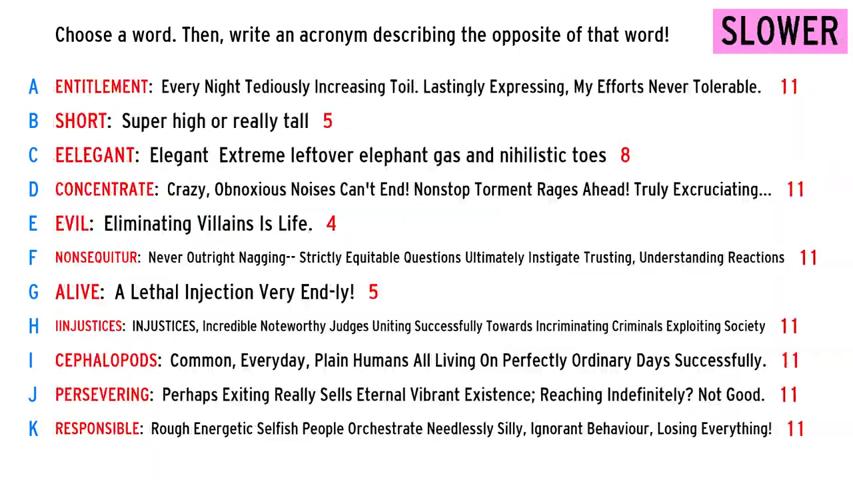 Choose a word. Then, write an acronym describing the opposite of that word!
SLOWER
A ENTITLEMENT: Every Night Tediously Increasing Toil. Lastingly Expressing, My Efforts Never Tolerable. 11
B SHORT: Super high or really tall 5
C EELEGANT: Elegant Extreme leftover elephant gas and nihilistic toes 8
D CONCENTRATE: Crazy, Obnoxious Noises Can't End! Nonstop Torment Rages Ahead! Truly Excruciating... 11
E EVIL: Eliminating Villains Is Life. 4
F NONSEQUITUR: Never Outright Nagging-- Strictly Equitable Questions Ultimately Instigate Trusting, Understanding Reactions 11
G ALIVE: A Lethal Injection Very End-ly! 5
H IINJUSTICES: INJUSTICES, Incredible Noteworthy Judges Uniting Successfully Towards Incriminating Criminals Exploiting Society 11
I CEPHALOPODS: Common, Everyday, Plain Humans All Living On Perfectly Ordinary Days Successfully. 11
J PERSEVERING: Perhaps Exiting Really Sells Eternal Vibrant Existence; Reaching Indefinitely? Not Good. 11
K RESPONSIBLE: Rough Energetic Selfish People Orchestrate Needlessly Silly, Ignorant Behaviour, Losing Everything! 11